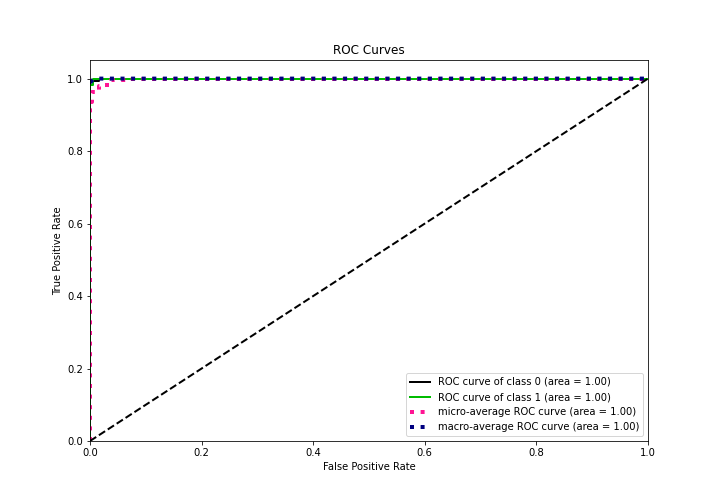 ROC Curves
True Positive Rate
1.0
0.8
0.6
0.4
0.2
0.0
0.0 0.2 0.4 0.6 0.8 1.0
False Positive Rate
ROC curve of class 0 (area = 1.00)
ROC curve of class 1 (area = 1.00)
micro-average ROC curve (area = 1.00)
macro-average ROC curve (area = 1.00)